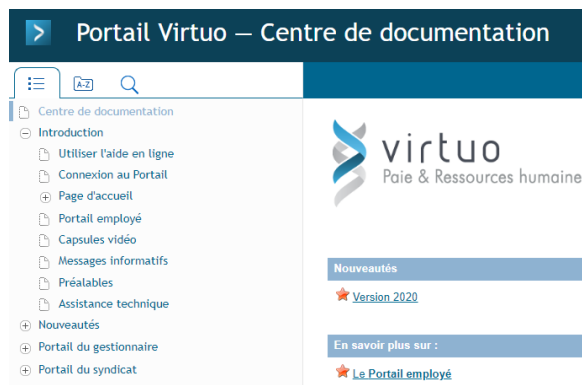 Portail Virtuo — Centre de documentation
A-Z
Centre de documentation
Introduction
Utiliser l'aide en ligne
Connexion au Portail
Page d'accueil
Portail employé
Capsules vidéo
Messages informatifs
Préalables
Assistance technique
Nouveautés
Portail du gestionnaire
Portail du syndicat
virtuo
Paie & Ressources humaine
Nouveautés
Version 2020
En savoir plus sur :
Le Portail employé